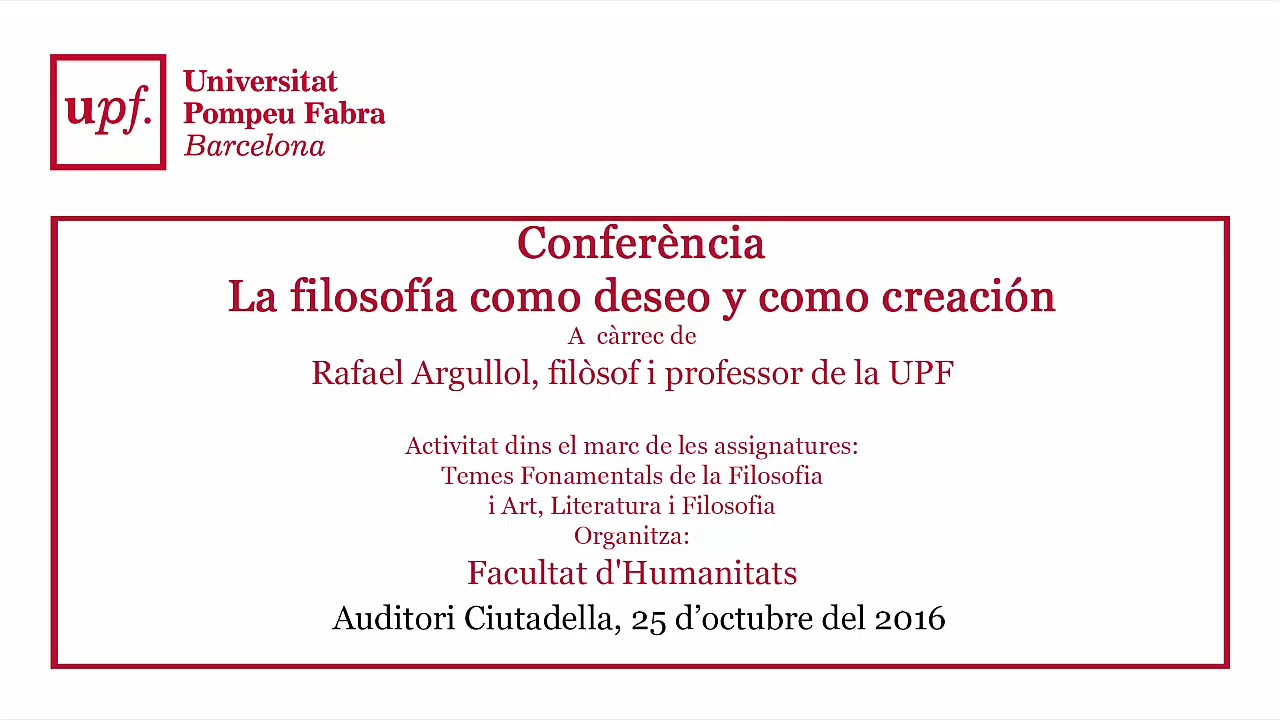 upf.
Universitat
Pompeu Fabra
Barcelona
Conferència
La filosofía como deseo y como creación
A càrrec de
Rafael Argullol, filòsof i professor de la UPF
Activitat dins el marc de les assignatures:
Temes Fonamentals de la Filosofia
i Art, Literatura i Filosofia
Organitza:
Facultat d'Humanitats
Auditori Ciutadella, 25 d’octubre del 2016